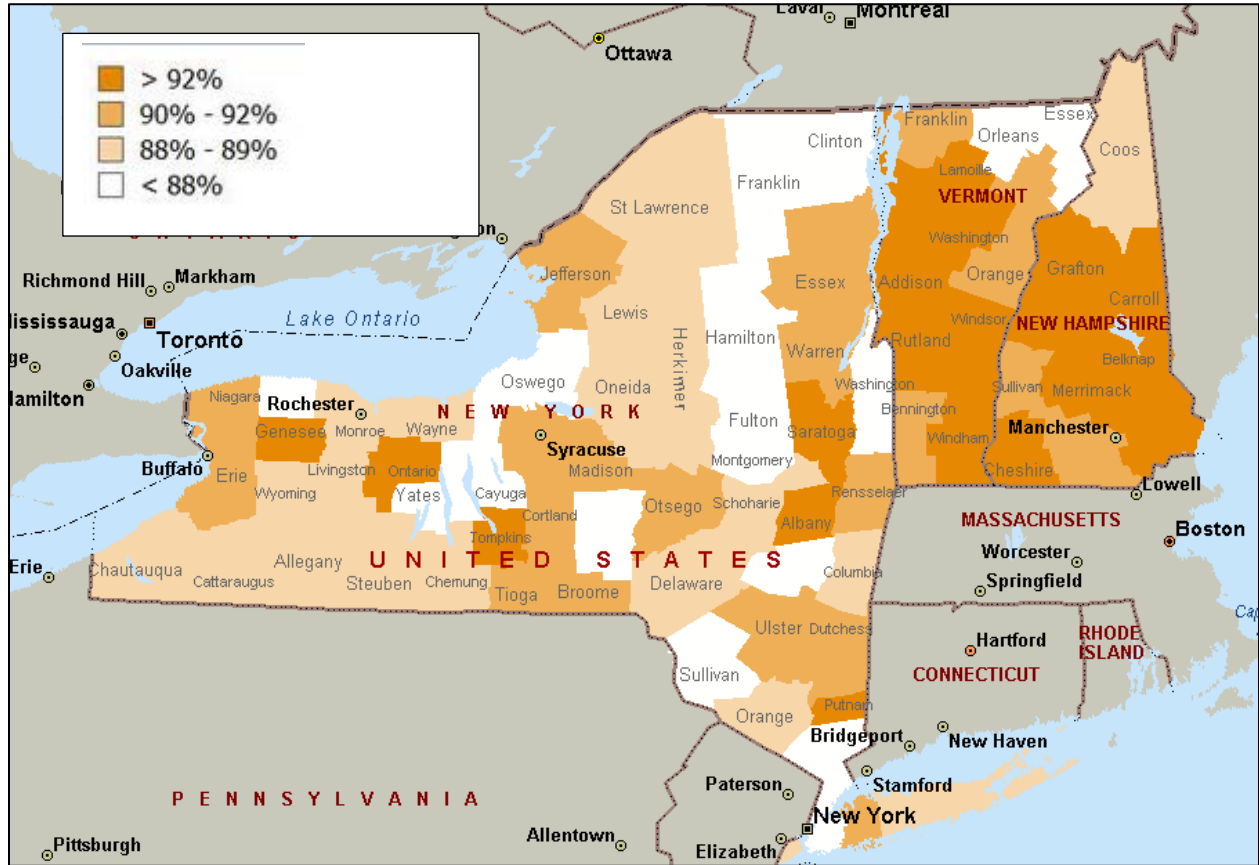 Laval
Montreal
Ottawa
> 92%
90% - 92%
88% - 89%
< 88%
Clinton
Franklin
Essex
Orleans
Coos
Franklin
Lamoille
VERMONT
St Lawrence
Washington
Jefferson
Essex
Addison
Orange
Grafton
Richmond Hill
Markham
Carroll
Lewis
Windsor
NEW HAMPSHIRE
Lake Ontario
Mississauga
Toronto
Hamilton
Rutland
Herkimer
Warren
Belknap
Oakville
Oswego
Oneida
Washington
Sullivan
Merrimack
Hamilton
Niagara
Rochester
NEW YORK
Fulton
Bennington
Genesee
Monroe
Wayne
Saratoga
Windham
Manchester
Syracuse
Buffalo
Livingston
Ontario
Madison
Montgomery
Cheshire
Erie
Wyoming
Yates
Cayuga
Otsego
Schoharie
Rensselaer
Lowell
Cortland
Albany
MASSACHUSETTS
Tompkins
Boston
UNITED STATES
Worcester
Erie
Chautauqua
Allegany
Cattaraugus
Steuben
Chemung
Tioga
Broome
Delaware
Columbia
Springfield
Ulster
Dutchess
Hartford
RHODE
ISLAND
Sullivan
CONNECTICUT
Orange
Putnam
Bridgeport
New Haven
Paterson
Stamford
PENNSYLVANIA
New York
Pittsburgh
Allentown
Elizabeth